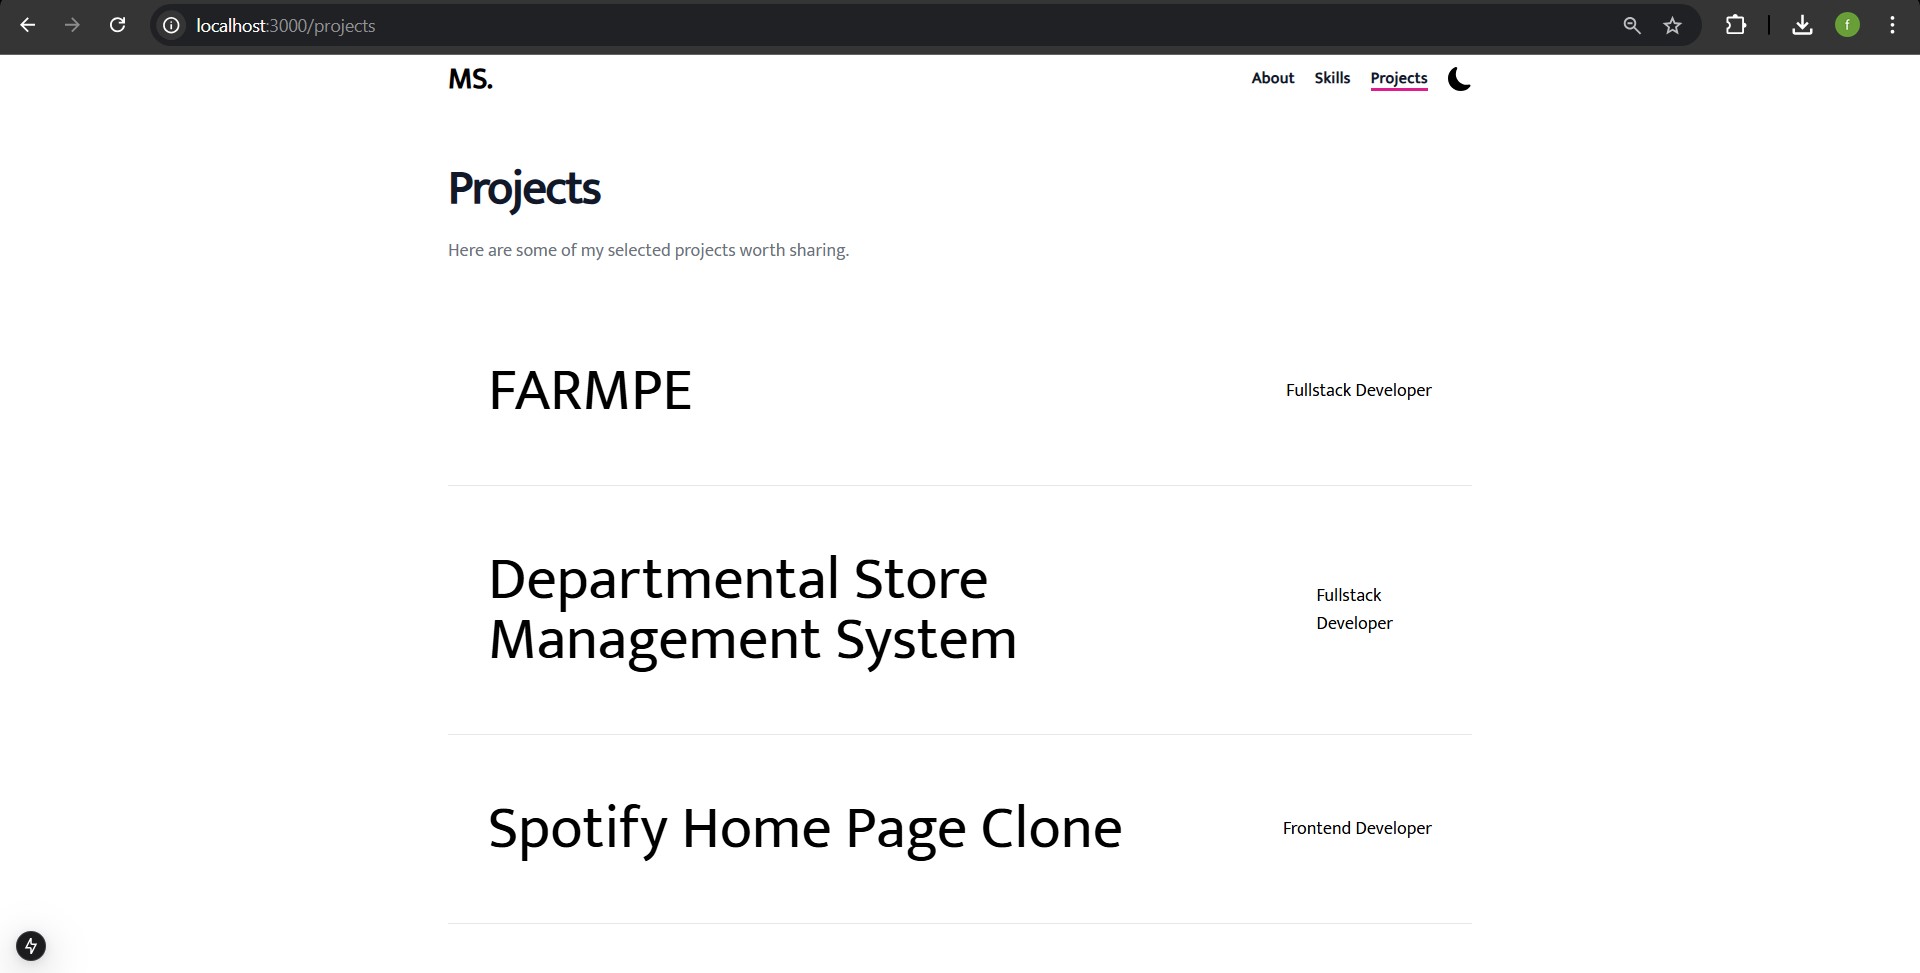 localhost:3000/projects
f
MS.
About Skills Projects
Projects
Here are some of my selected projects worth sharing.
FARMPE
Fullstack Developer
Departmental Store
Management System
Fullstack
Developer
Spotify Home Page Clone
Frontend Developer